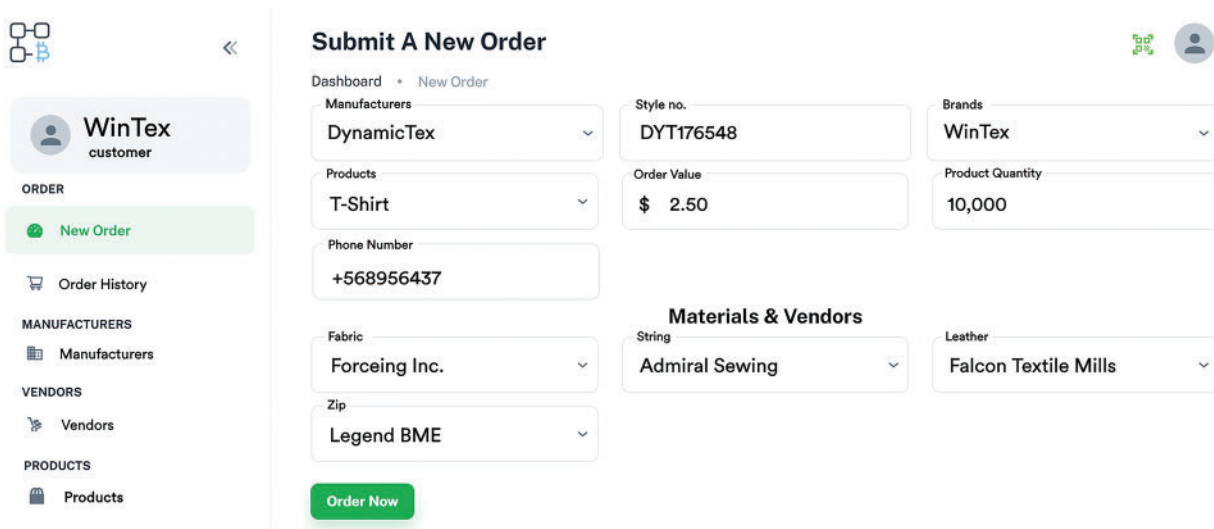 Submit A New Order
Dashboard • New Order
WinTex
customer
ORDER
New Order
Order History
MANUFACTURERS
Manufacturers
VENDORS
Vendors
PRODUCTS
Products
Manufacturers
DynamicTex
Style no.
DYT176548
Brands
WinTex
Products
T-Shirt
Order Value
$ 2.50
Product Quantity
10,000
Phone Number
+568956437
Materials & Vendors
Fabric
Forceing Inc.
String
Admiral Sewing
Leather
Falcon Textile Mills
Zip
Legend BME
Order Now